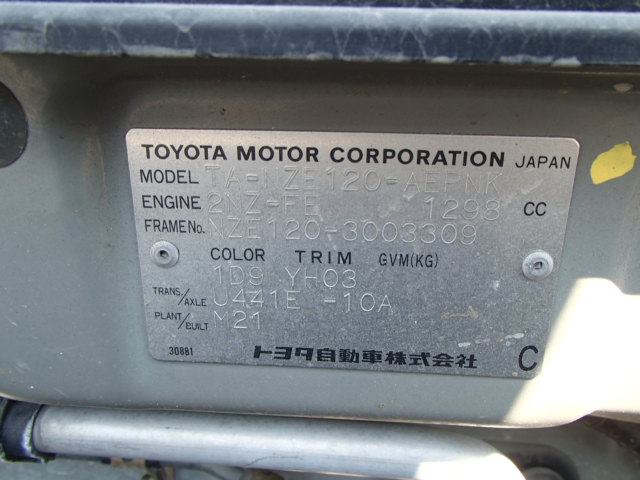 TOYOTA MOTOR CORPORATION JAPAN
MODEL TA-NZE120-AEPNK
ENGINE 2NZ-FE 1298 CC
FRAME No. NZE120-3003309
COLOR TRIM GVM(KG)
1D9 YH03
TRANS./AXLE U441E -10A
PLANT/BUILT M21
30881 トヨタ自動車株式会社 C